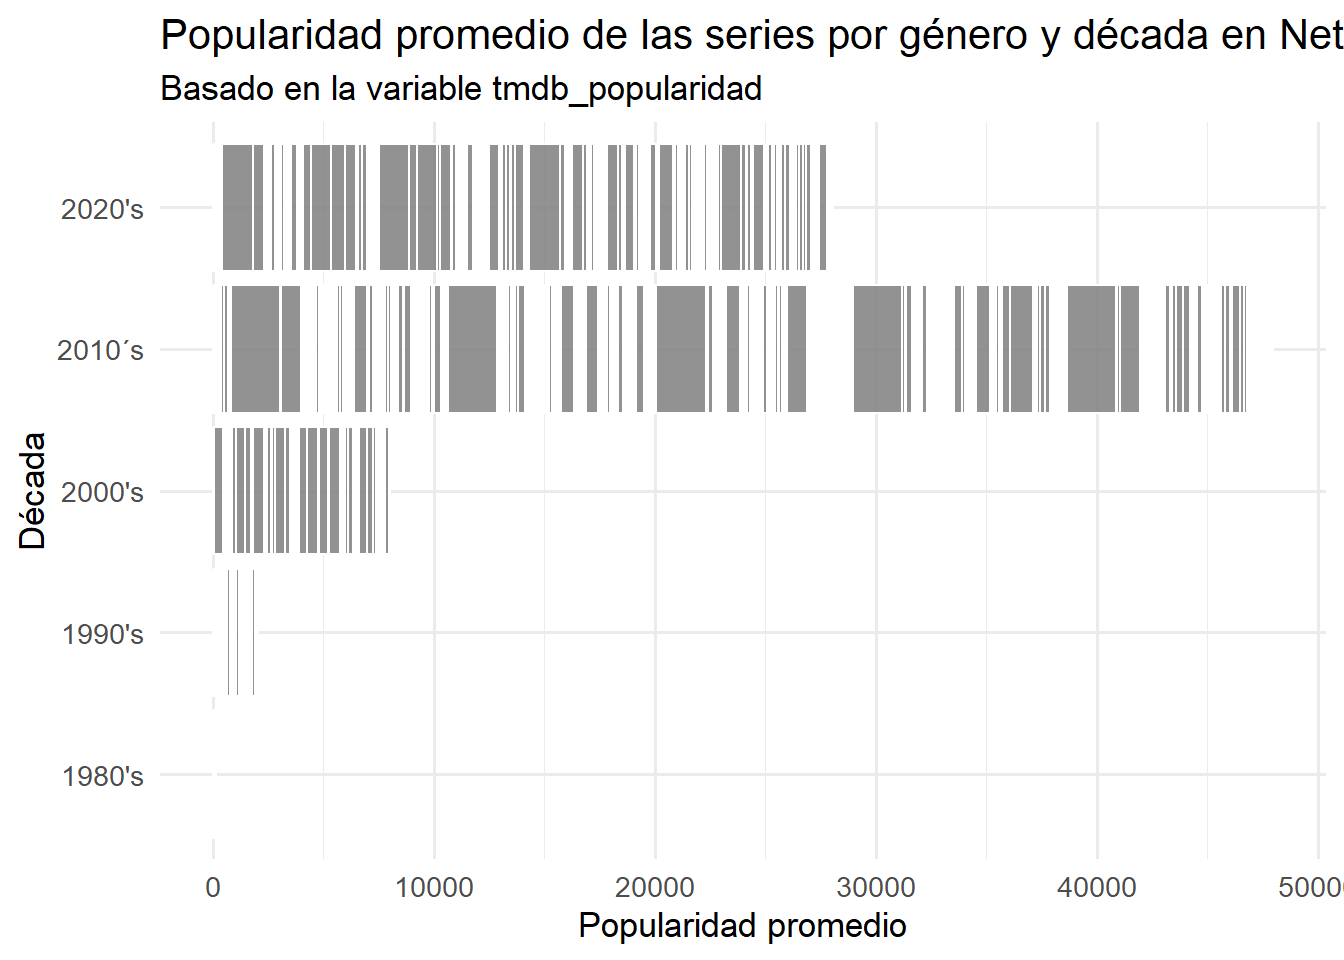 Popularidad promedio de las series por género y década en Net
Basado en la variable tmdb_popularidad
2020's
2010´s
2000's
1990's
1980's
Década
0 10000 20000 30000 40000 50000
Popularidad promedio